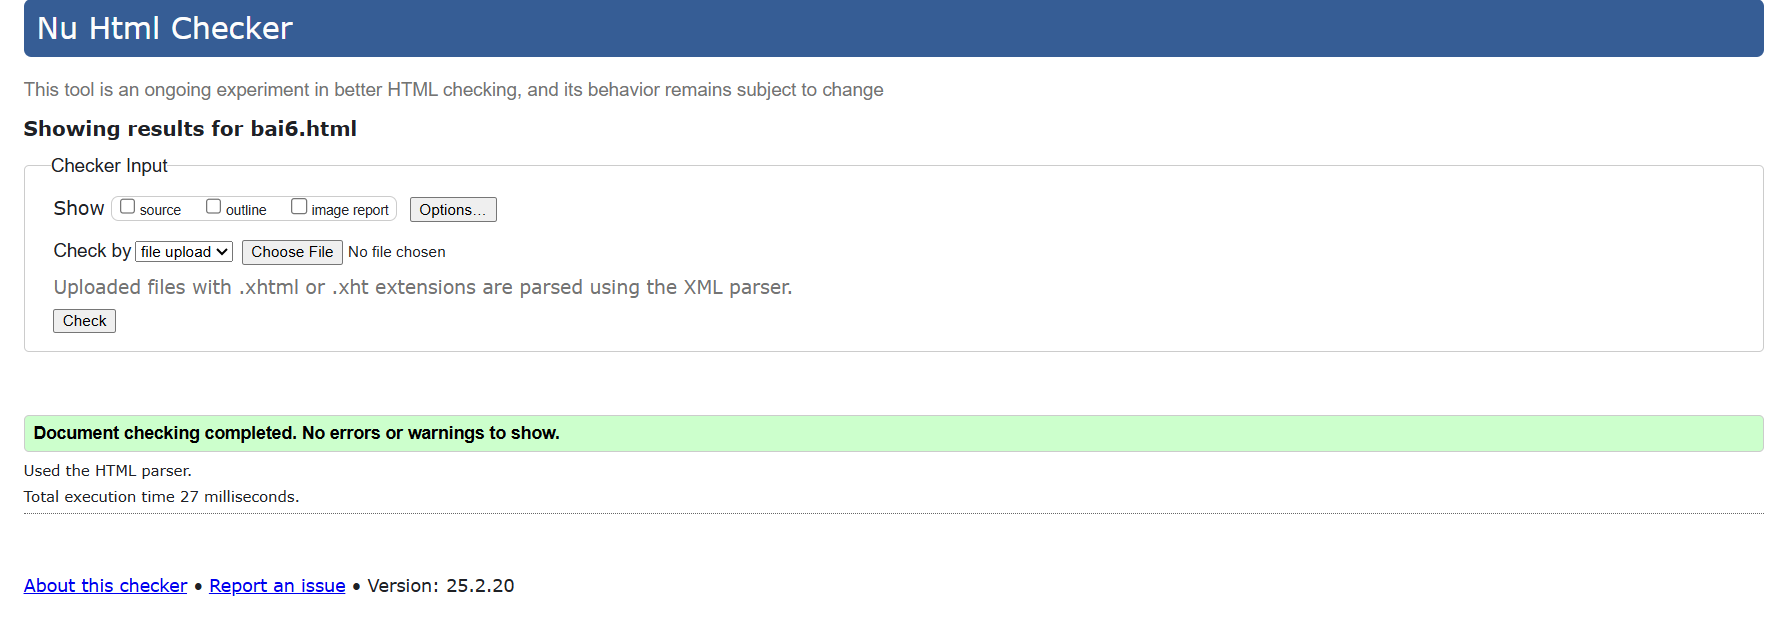 Nu Html Checker
This tool is an ongoing experiment in better HTML checking, and its behavior remains subject to change
Showing results for bai6.html
Checker Input
Show source outline image report Options...
Check by file upload Choose File No file chosen
Uploaded files with .xhtml or .xht extensions are parsed using the XML parser.
Check
Document checking completed. No errors or warnings to show.
Used the HTML parser.
Total execution time 27 milliseconds.
About this checker • Report an issue • Version: 25.2.20